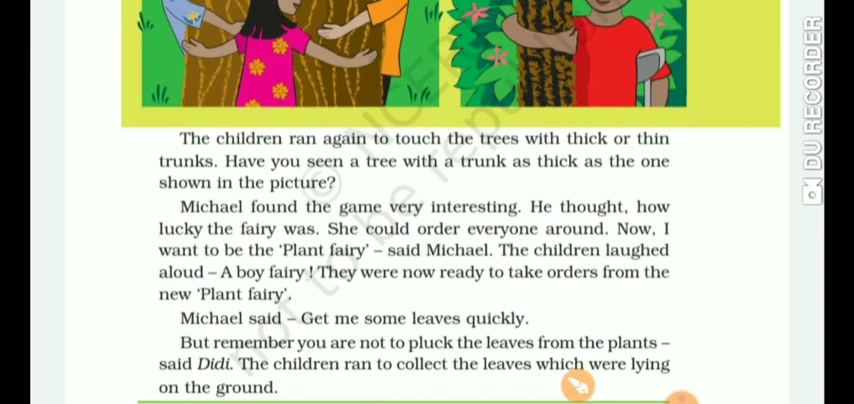 The children ran again to touch the trees with thick or thin
trunks. Have you seen a tree with a trunk as thick as the one
shown in the picture?
Michael found the game very interesting. He thought, how
lucky the fairy was. She could order everyone around. Now, I
want to be the ‘Plant fairy’ – said Michael. The children laughed
aloud – A boy fairy ! They were now ready to take orders from the
new ‘Plant fairy’.
Michael said – Get me some leaves quickly.
But remember you are not to pluck the leaves from the plants –
said Didi. The children ran to collect the leaves which were lying
on the ground.
DU RECORDER